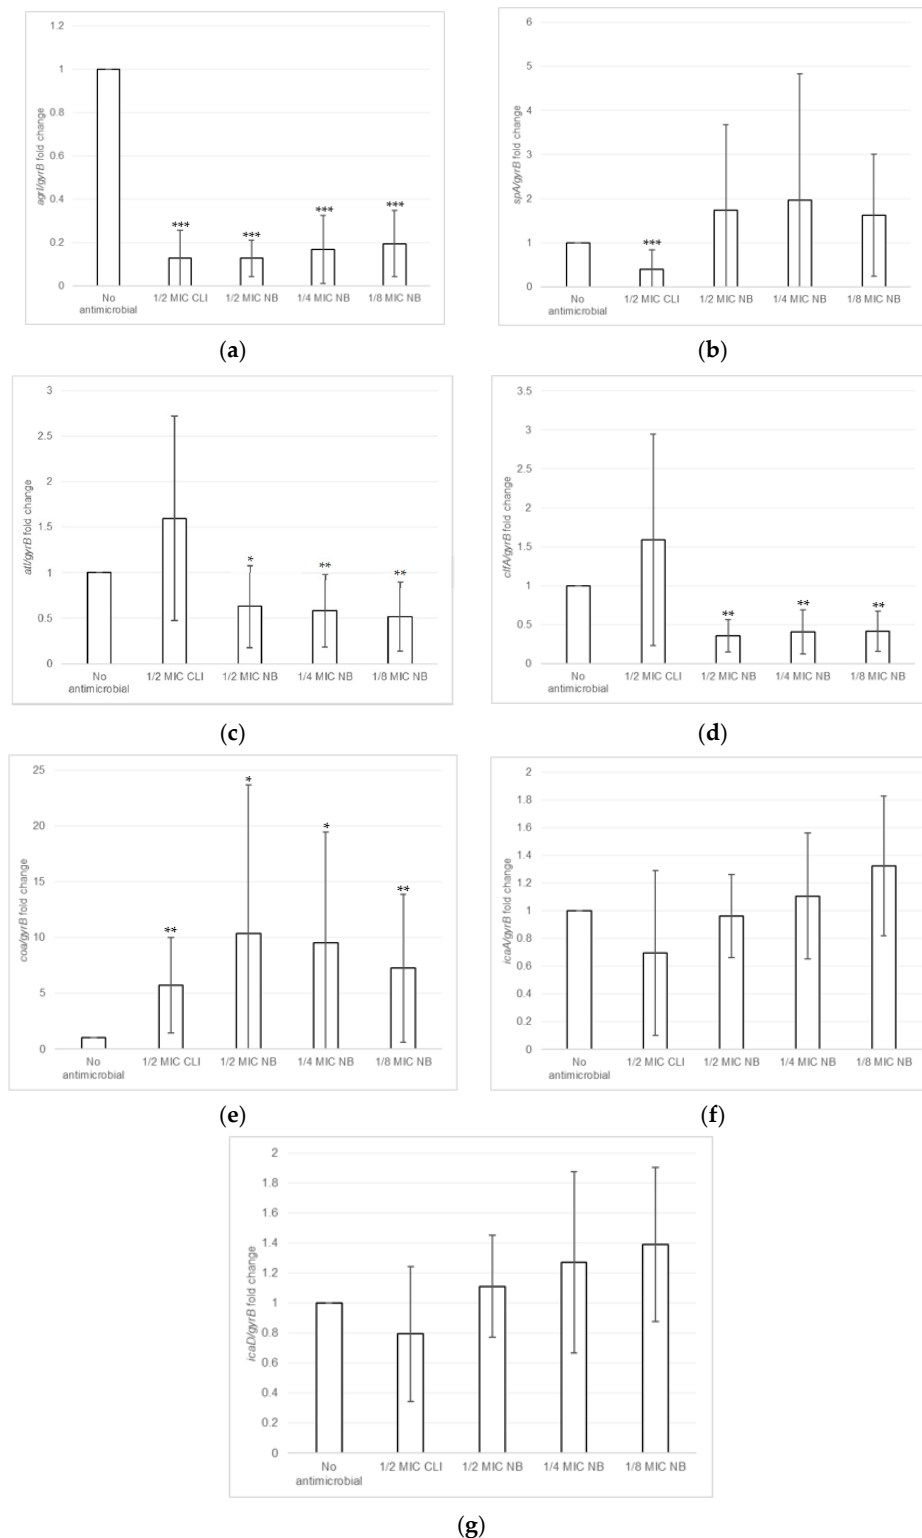 1.2
1
0.8
0.6
0.4
0.2
0
agrI/gyrB fold change
***
***
***
***
No antimicrobial
1/2 MIC CLI
1/2 MIC NB
1/4 MIC NB
1/8 MIC NB
(a)
6
5
4
3
2
1
0
spA/gyrB fold change
***
No antimicrobial
1/2 MIC CLI
1/2 MIC NB
1/4 MIC NB
1/8 MIC NB
(b)
3
2.5
2
1.5
1
0.5
0
atl/gyrB fold change
*
**
**
No antimicrobial
1/2 MIC CLI
1/2 MIC NB
1/4 MIC NB
1/8 MIC NB
(c)
3.5
3
2.5
2
1.5
1
0.5
0
clfA/gyrB fold change
**
**
**
No antimicrobial
1/2 MIC CLI
1/2 MIC NB
1/4 MIC NB
1/8 MIC NB
(d)
25
20
15
10
5
0
coa/gyrB fold change
**
*
*
**
No antimicrobial
1/2 MIC CLI
1/2 MIC NB
1/4 MIC NB
1/8 MIC NB
(e)
2
1.8
1.6
1.4
1.2
1
0.8
0.6
0.4
0.2
0
icaA/gyrB fold change
No antimicrobial
1/2 MIC CLI
1/2 MIC NB
1/4 MIC NB
1/8 MIC NB
(f)
2
1.8
1.6
1.4
1.2
1
0.8
0.6
0.4
0.2
0
icaD/gyrB fold change
No antimicrobial
1/2 MIC CLI
1/2 MIC NB
1/4 MIC NB
1/8 MIC NB
(g)